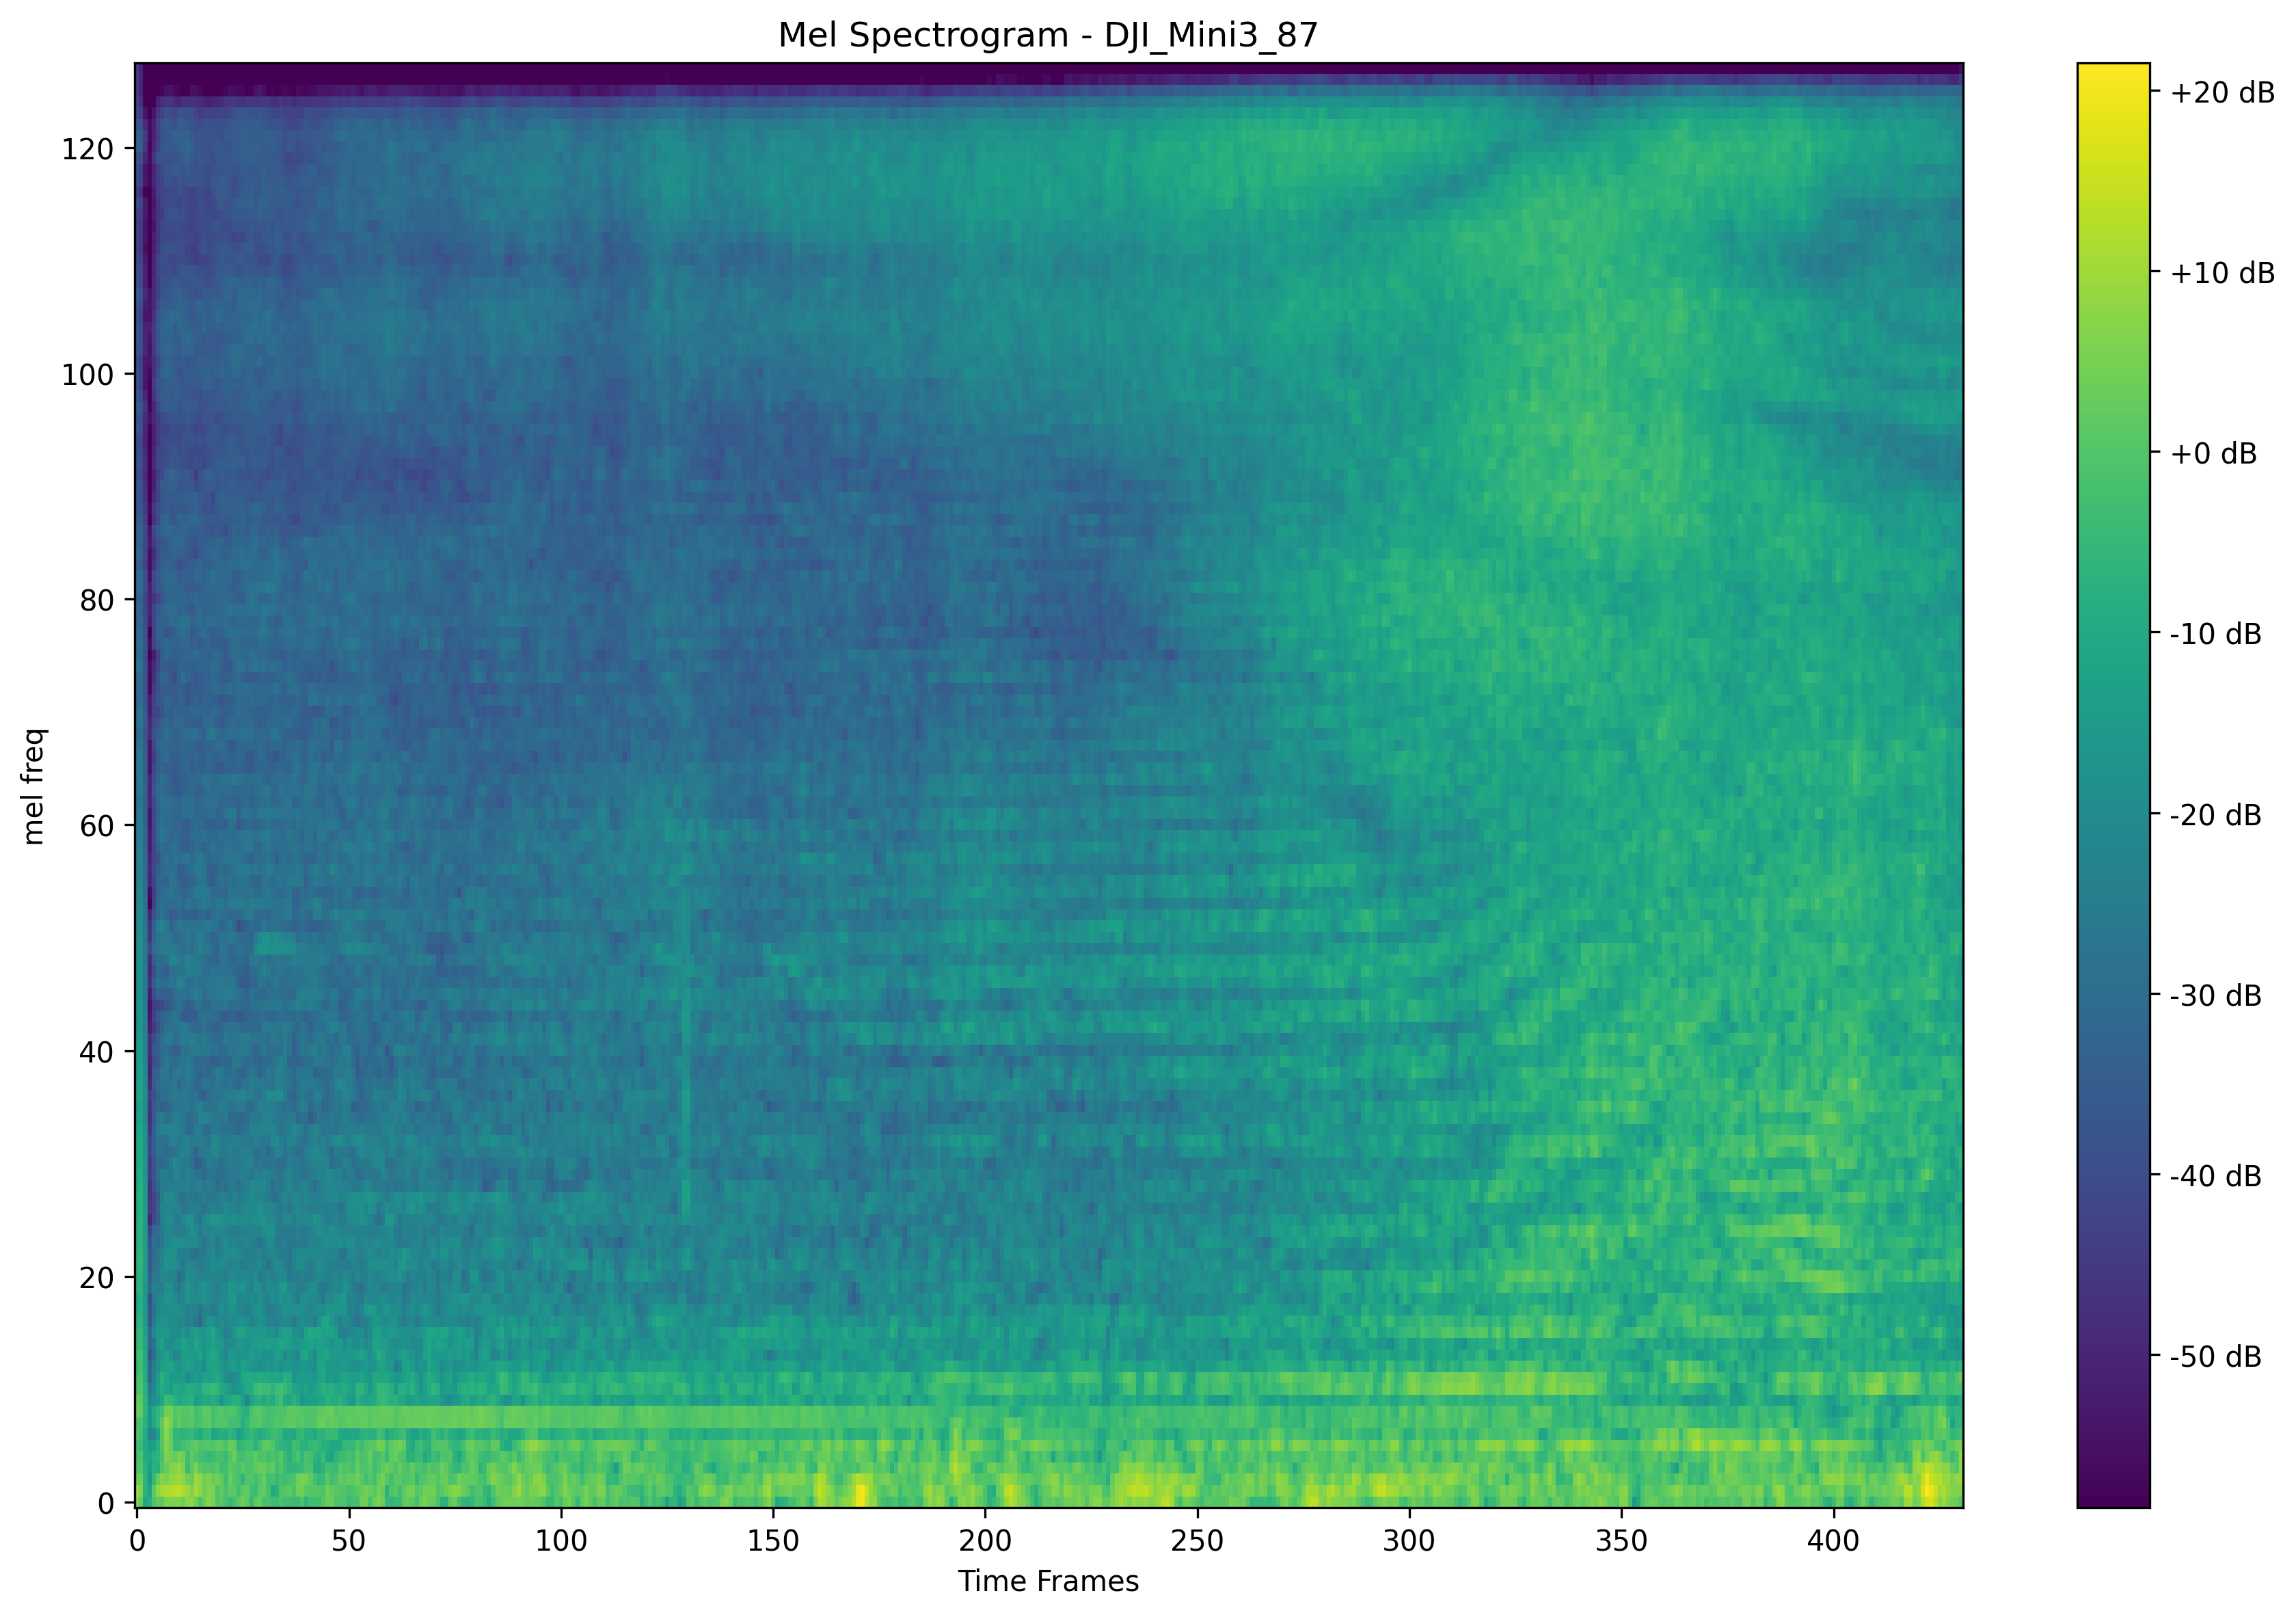 Mel Spectrogram - DJI_Mini3_87
mel freq
120
100
80
60
40
20
0
0 50 100 150 200 250 300 350 400
Time Frames
+20 dB
+10 dB
+0 dB
-10 dB
-20 dB
-30 dB
-40 dB
-50 dB